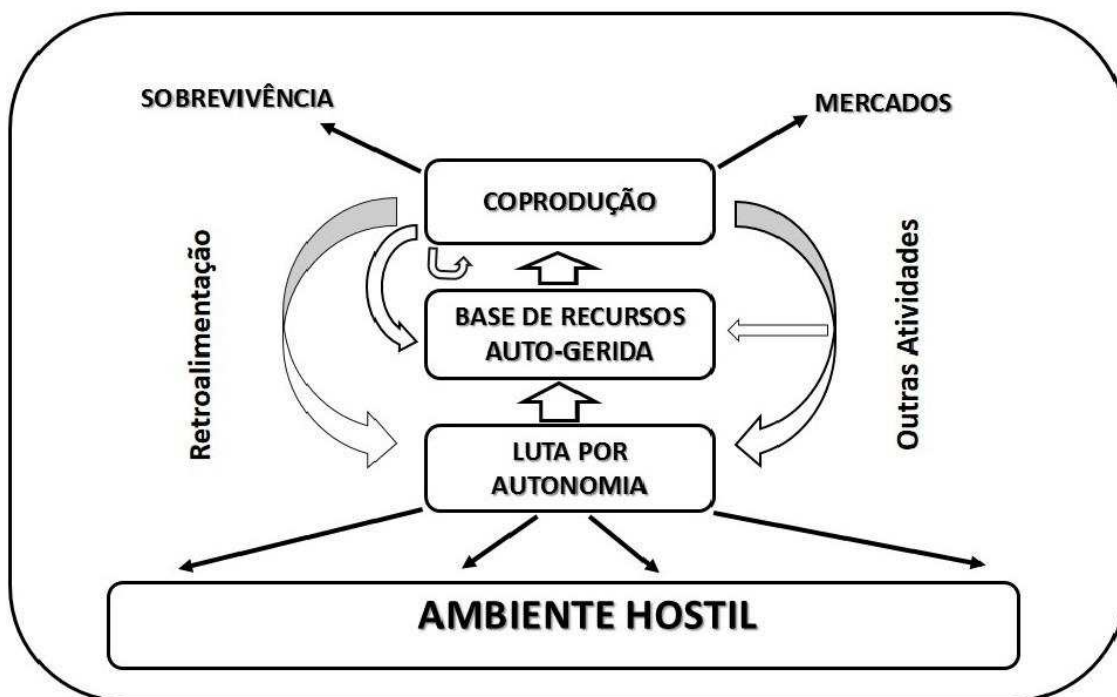 SOBREVIVÊNCIA
MERCADOS
COPRODUÇÃO
Retroalimentação
Outras Atividades
BASE DE RECURSOS
AUTO-GERIDA
LUTA POR
AUTONOMIA
AMBIENTE HOSTIL